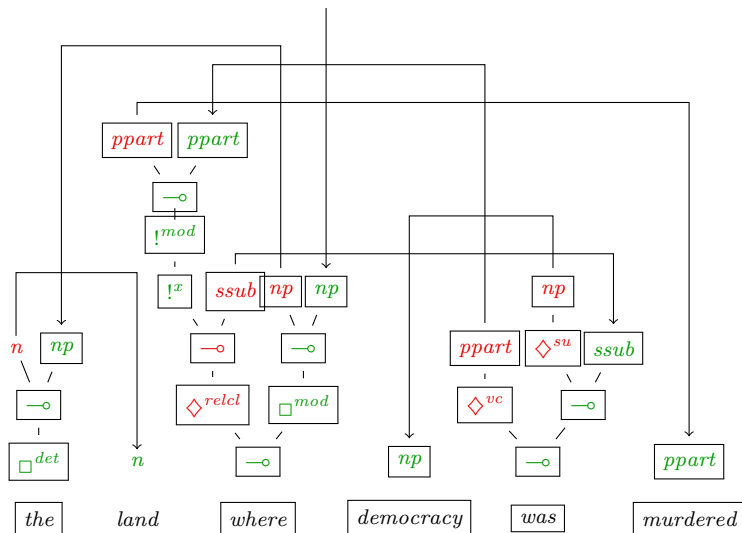 ppart ppart
⊸
!^mod
!^x ssub np np np
n np ⊸ ⊸ ppart ◇^su ssub
⊸ ◇^relcl □^mod ◇^vc ⊸
□^det n ⊸ np ⊸ ppart
the land where democracy was murdered